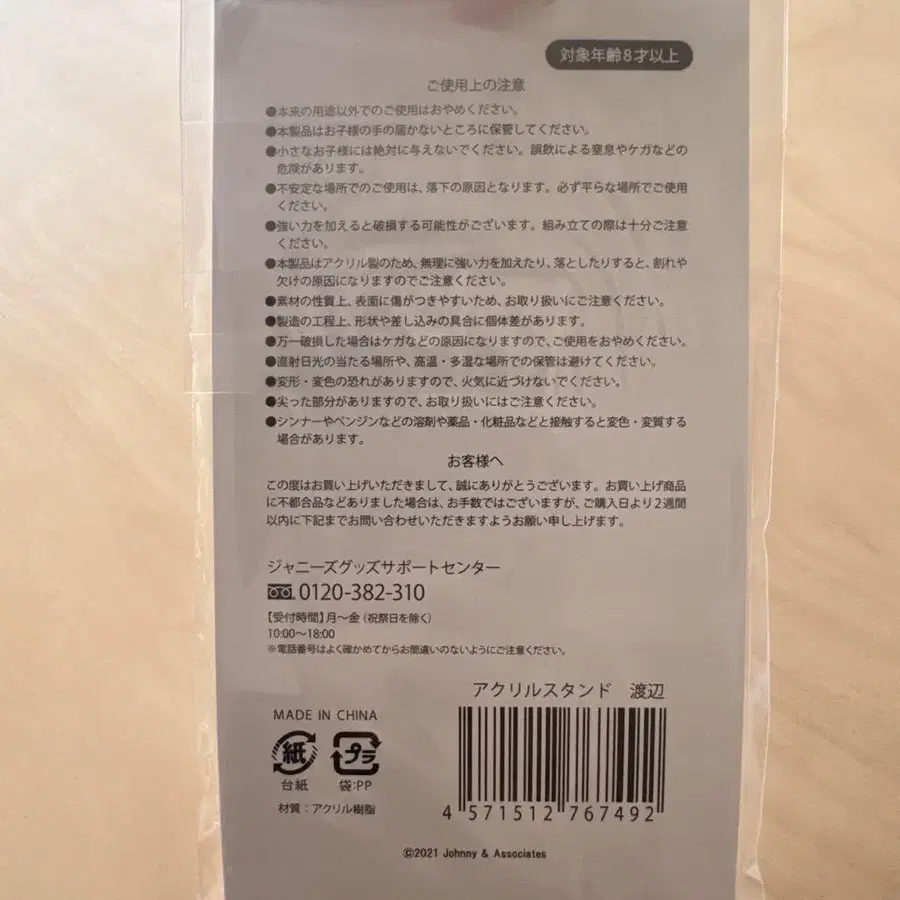 対象年齢8才以上
ご使用上の注意
●本来の用途以外でのご使用はおやめください。
●本製品はお子様の手の届かないところに保管してください。
●小さなお子様には絶対に与えないでください。誤飲による窒息やケガなどの
危険があります。
●不安定な場所でのご使用は、落下の原因となります。必ず平らな場所でご使用
ください。
●強い力を加えると破損する可能性がございます。組み立ての際は十分ご注意
ください。
●本製品はアクリル製のため、無理に強い力を加えたり、落としたりすると、割れや
欠けの原因になりますのでご注意ください。
●素材の性質上、表面に傷がつきやすいため、お取り扱いにご注意ください。
●製造の工程上、形状や差し込みの具合に個体差があります。
●万一破損した場合はケガなどの原因になりますので、ご使用をおやめください。
●直射日光の当たる場所や、高温・多湿な場所での保管は避けてください。
●変形・変色の恐れがありますので、火気に近づけないでください。
●尖った部分がありますので、お取り扱いにはご注意ください。
●シンナーやベンジンなどの溶剤や薬品・化粧品などと接触すると変色・変質する
場合があります。
お客様へ
この度はお買い上げいただきまして、誠にありがとうございます。お買い上げ商品
に不都合品などありました場合は、お手数ではございますが、ご購入日より2週間
以内に下記までお問い合わせいただきますようお願い申し上げます。
ジャニーズグッズサポートセンター
0120-382-310
【受付時間】月〜金（祝祭日を除く）
10:00〜18:00
※電話番号はよく確かめてからお間違いのないようにご注意ください。
アクリルスタンド 渡辺
MADE IN CHINA
紙 プラ
台紙 袋:PP
材質：アクリル樹脂
4 571512 767492
©2021 Johnny & Associates